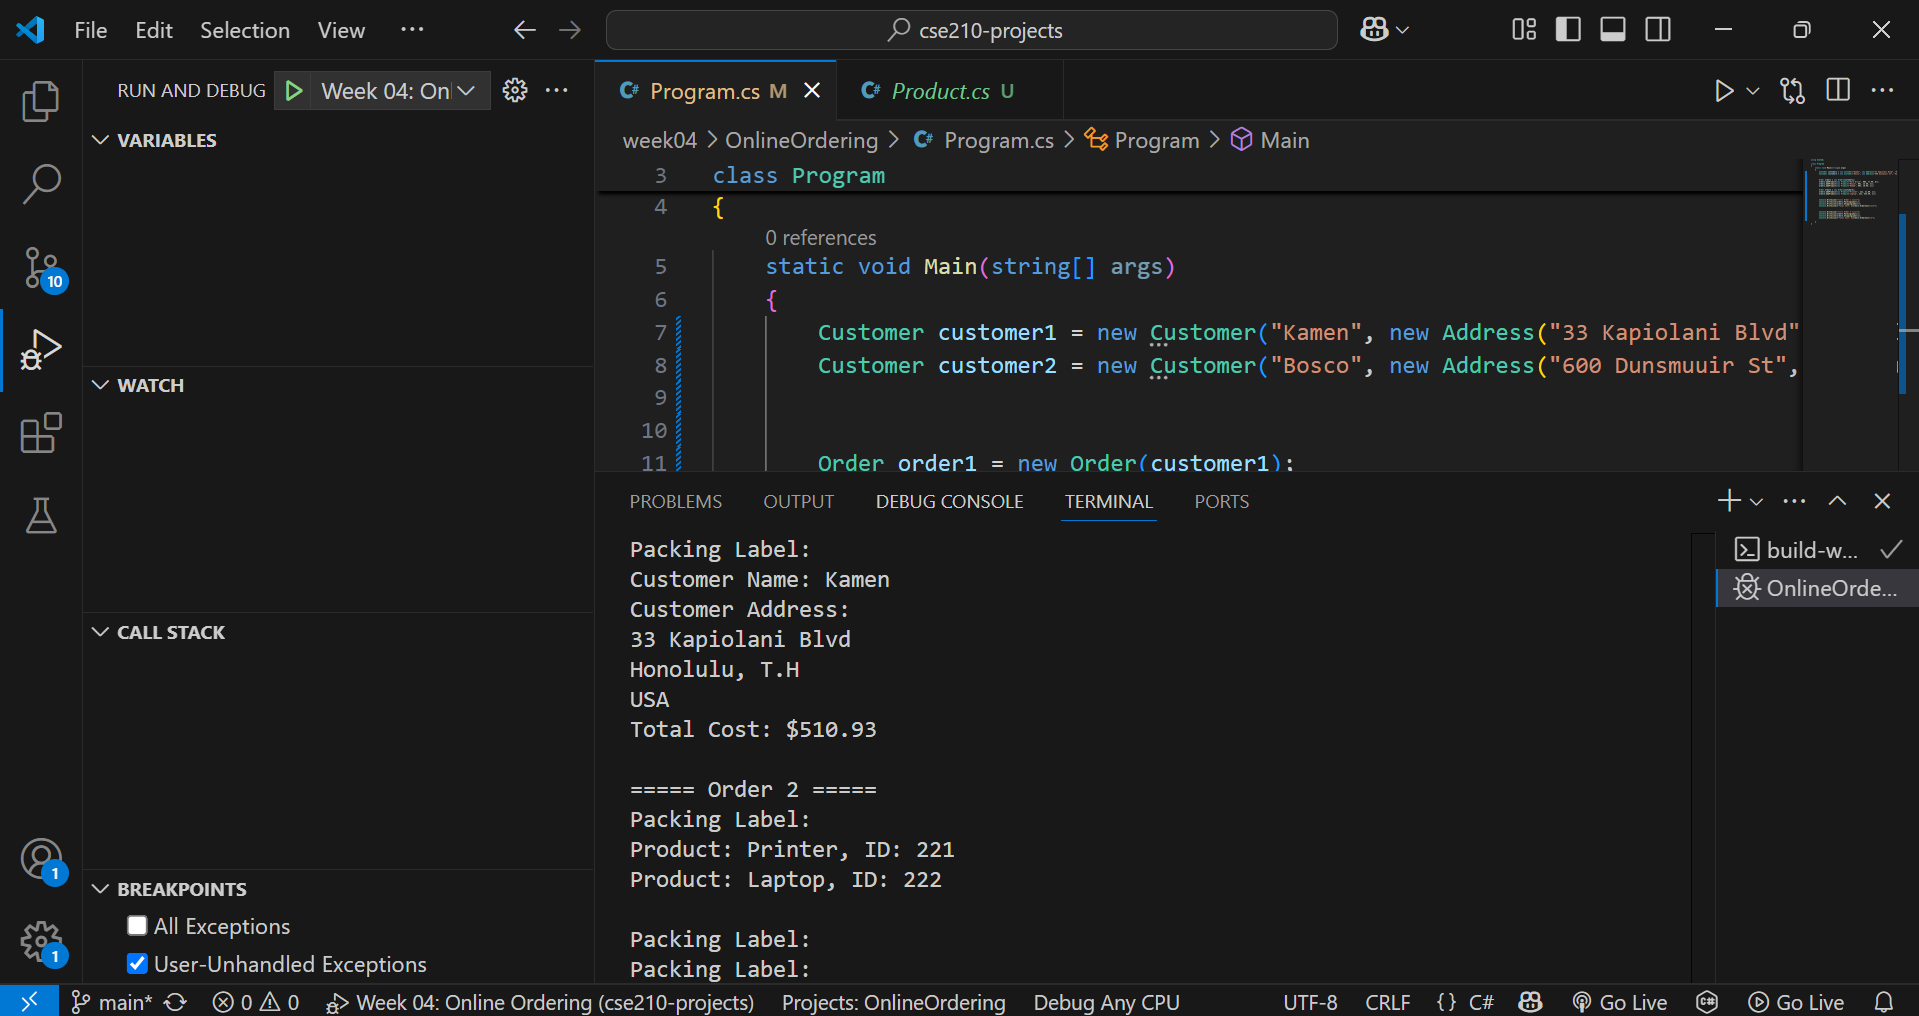 File Edit Selection View ··· cse210-projects
RUN AND DEBUG Week 04: Onl
Program.cs M Product.cs U
week04 > OnlineOrdering > Program.cs > Program > Main
VARIABLES
WATCH
CALL STACK
BREAKPOINTS
All Exceptions
User-Unhandled Exceptions
10
1
1
3 class Program
4 {
0 references
5 static void Main(string[] args)
6 {
7 Customer customer1 = new Customer("Kamen", new Address("33 Kapiolani Blvd"
8 Customer customer2 = new Customer("Bosco", new Address("600 Dunsmuuir St",
9
10
11 Order order1 = new Order(customer1);
PROBLEMS OUTPUT DEBUG CONSOLE TERMINAL PORTS
Packing Label:
Customer Name: Kamen
Customer Address:
33 Kapiolani Blvd
Honolulu, T.H
USA
Total Cost: $510.93
===== Order 2 =====
Packing Label:
Product: Printer, ID: 221
Product: Laptop, ID: 222
Packing Label:
Packing Label:
build-w...
OnlineOrde...
main* 0 0 Week 04: Online Ordering (cse210-projects) Projects: OnlineOrdering Debug Any CPU UTF-8 CRLF {} C# Go Live Go Live